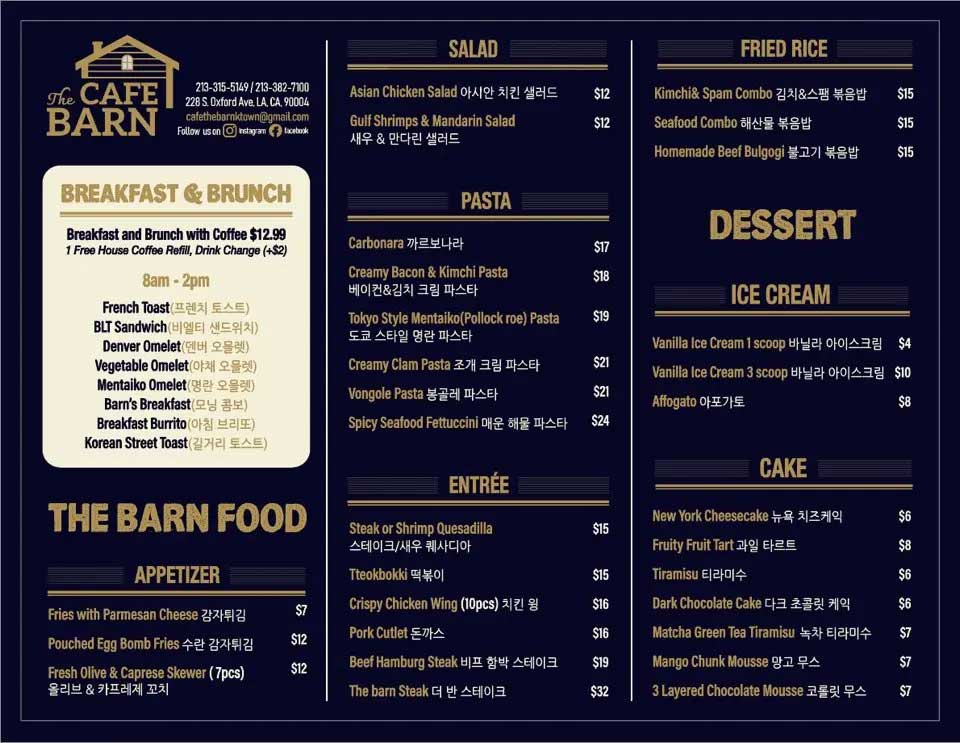 The CAFE BARN
213-315-5149 / 213-382-7100
228 S. Oxford Ave, LA, CA, 90004
cafethebarnktown@gmail.com
Follow us on Instagram facebook
BREAKFAST & BRUNCH
Breakfast and Brunch with Coffee $12.99
1 Free House Coffee Refill, Drink Change (+$2)
8am - 2pm
French Toast(프렌치 토스트)
BLT Sandwich(비엘티 샌드위치)
Denver Omelet(덴버 오믈렛)
Vegetable Omelet(야채 오믈렛)
Mentaiko Omelet(명란 오믈렛)
Barn's Breakfast(모닝 콤보)
Breakfast Burrito(아침 브리또)
Korean Street Toast(길거리 토스트)
THE BARN FOOD
APPETIZER
Fries with Parmesan Cheese 감자튀김 $7
Pouched Egg Bomb Fries 수란 감자튀김 $12
Fresh Olive & Caprese Skewer ( 7pcs) $12
올리브 & 카프레제 꼬치
SALAD
Asian Chicken Salad 아시안 치킨 샐러드 $12
Gulf Shrimps & Mandarin Salad $12
새우 & 만다린 샐러드
PASTA
Carbonara 까르보나라 $17
Creamy Bacon & Kimchi Pasta $18
베이컨&김치 크림 파스타
Tokyo Style Mentaiko(Pollock roe) Pasta $19
도쿄 스타일 명란 파스타
Creamy Clam Pasta 조개 크림 파스타 $21
Vongole Pasta 봉골레 파스타 $21
Spicy Seafood Fettuccini 매운 해물 파스타 $24
ENTRÉE
Steak or Shrimp Quesadilla $15
스테이크/새우 퀘사디아
Tteokbokki 떡볶이 $15
Crispy Chicken Wing (10pcs) 치킨 윙 $16
Pork Cutlet 돈까스 $16
Beef Hamburg Steak 비프 함박 스테이크 $19
The barn Steak 더 반 스테이크 $32
FRIED RICE
Kimchi& Spam Combo 김치&스팸 볶음밥 $15
Seafood Combo 해산물 볶음밥 $15
Homemade Beef Bulgogi 불고기 볶음밥 $15
DESSERT
ICE CREAM
Vanilla Ice Cream 1 scoop 바닐라 아이스크림 $4
Vanilla Ice Cream 3 scoop 바닐라 아이스크림 $10
Affogato 아포가토 $8
CAKE
New York Cheesecake 뉴욕 치즈케익 $6
Fruity Fruit Tart 과일 타르트 $8
Tiramisu 티라미수 $6
Dark Chocolate Cake 다크 초콜릿 케익 $6
Matcha Green Tea Tiramisu 녹차 티라미수 $7
Mango Chunk Mousse 망고 무스 $7
3 Layered Chocolate Mousse 코콜릿 무스 $7